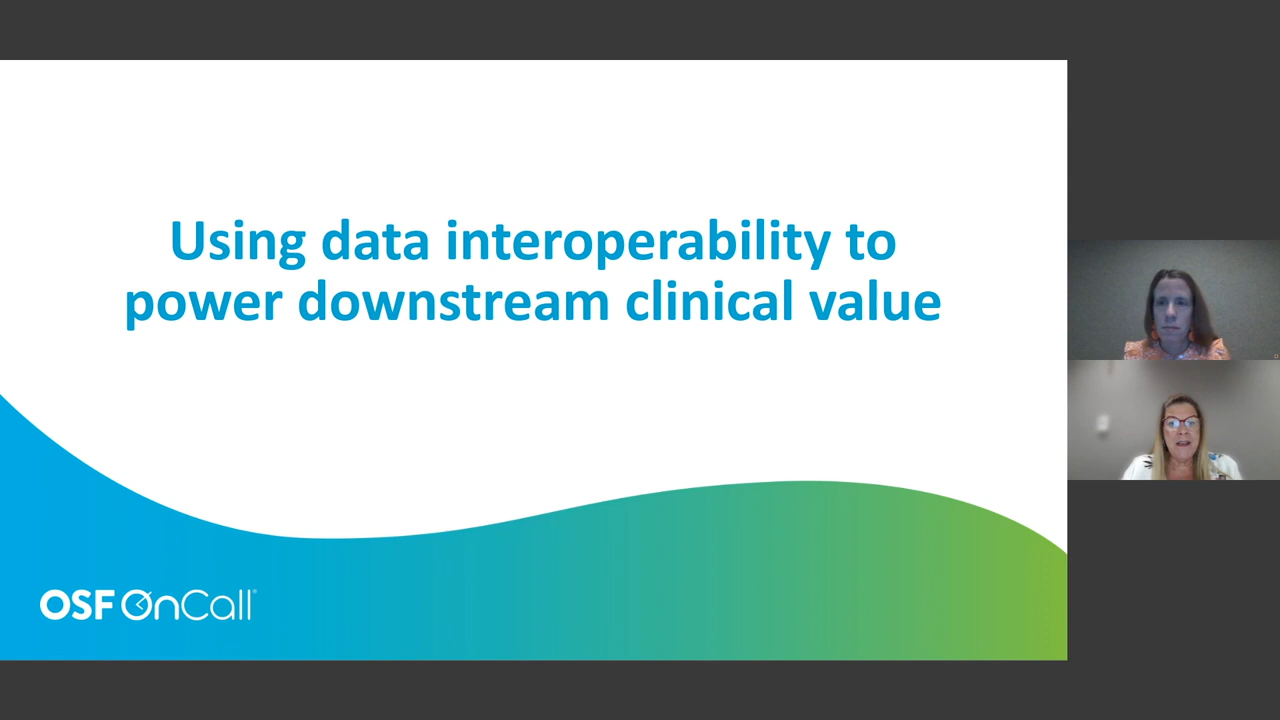 Using data interoperability to
power downstream clinical value
OSF OnCall